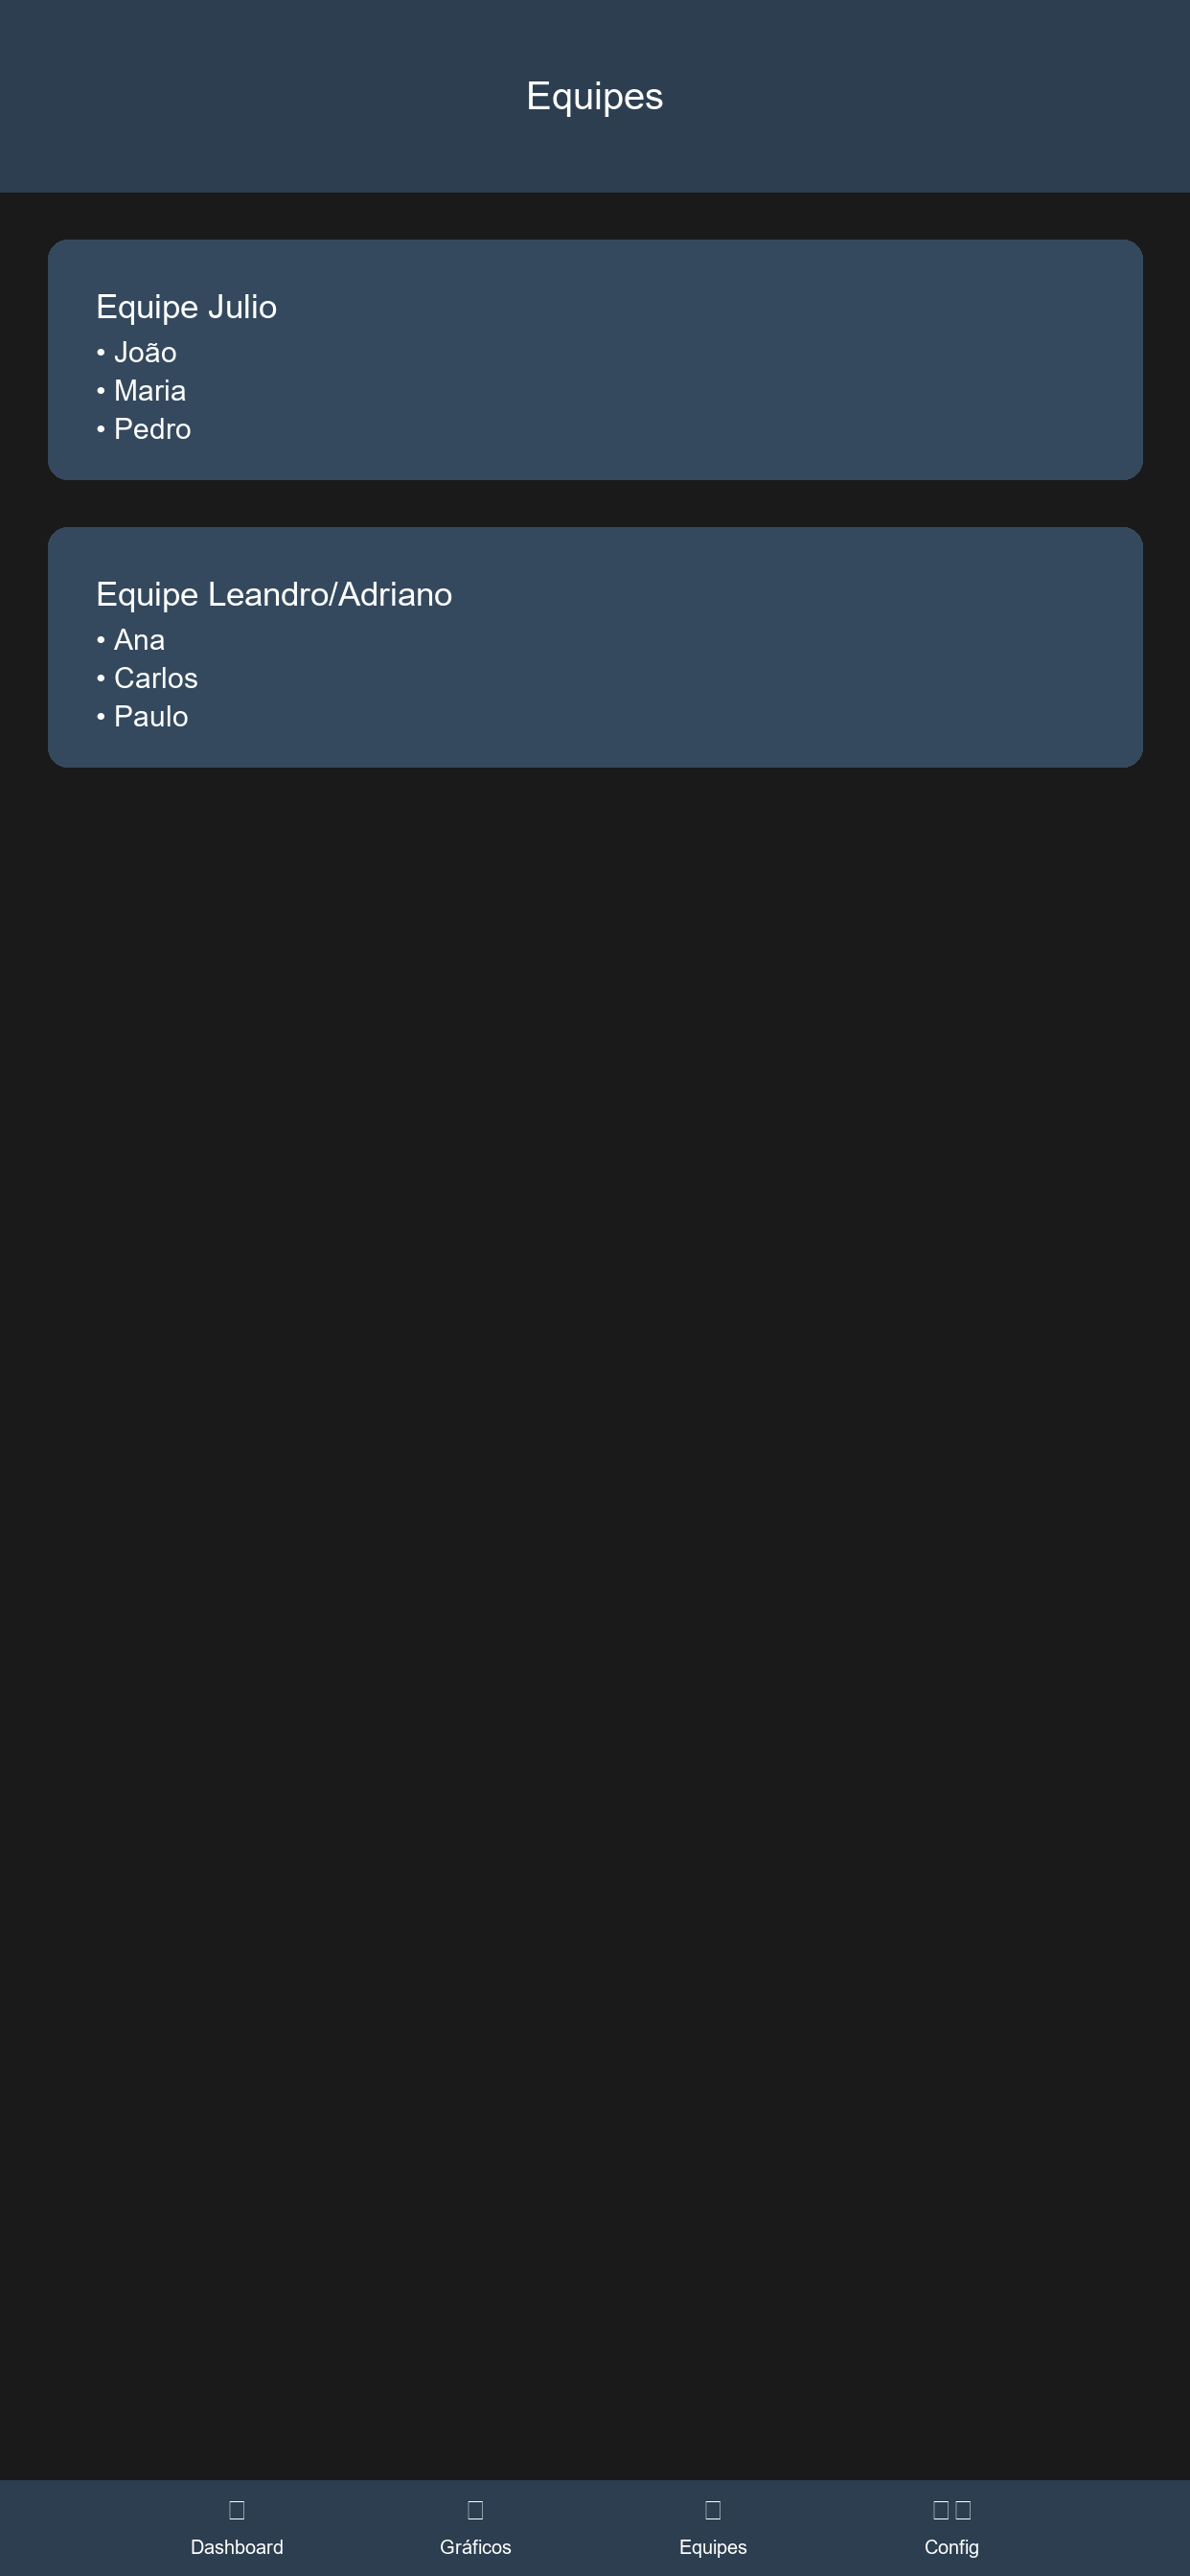 Equipes
Equipe Julio
• João
• Maria
• Pedro
Equipe Leandro/Adriano
• Ana
• Carlos
• Paulo
Dashboard
Gráficos
Equipes
Config